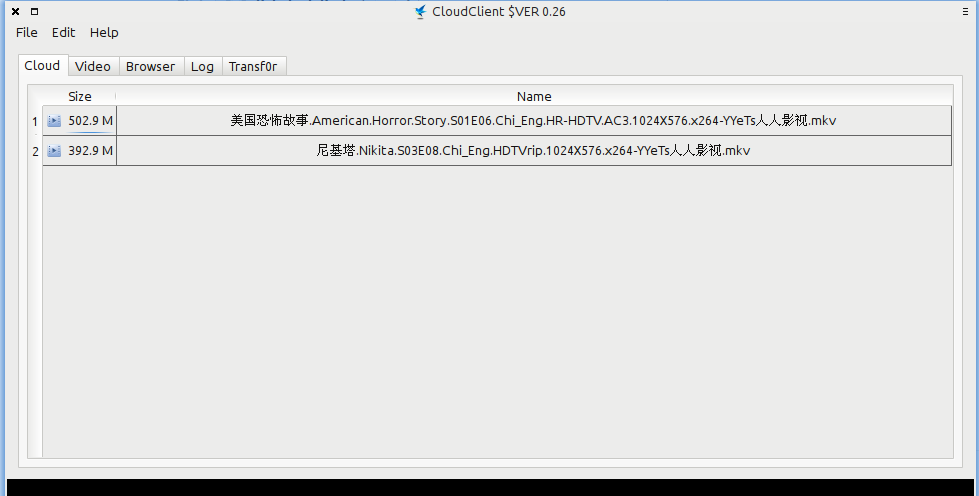 CloudClient $VER 0.26
File Edit Help
Cloud Video Browser Log Transf0r
Size Name
1 502.9 M 美国恐怖故事.American.Horror.Story.S01E06.Chi_Eng.HR-HDTV.AC3.1024X576.x264-YYeTs人人影视.mkv
2 392.9 M 尼基塔.Nikita.S03E08.Chi_Eng.HDTVrip.1024X576.x264-YYeTs人人影视.mkv